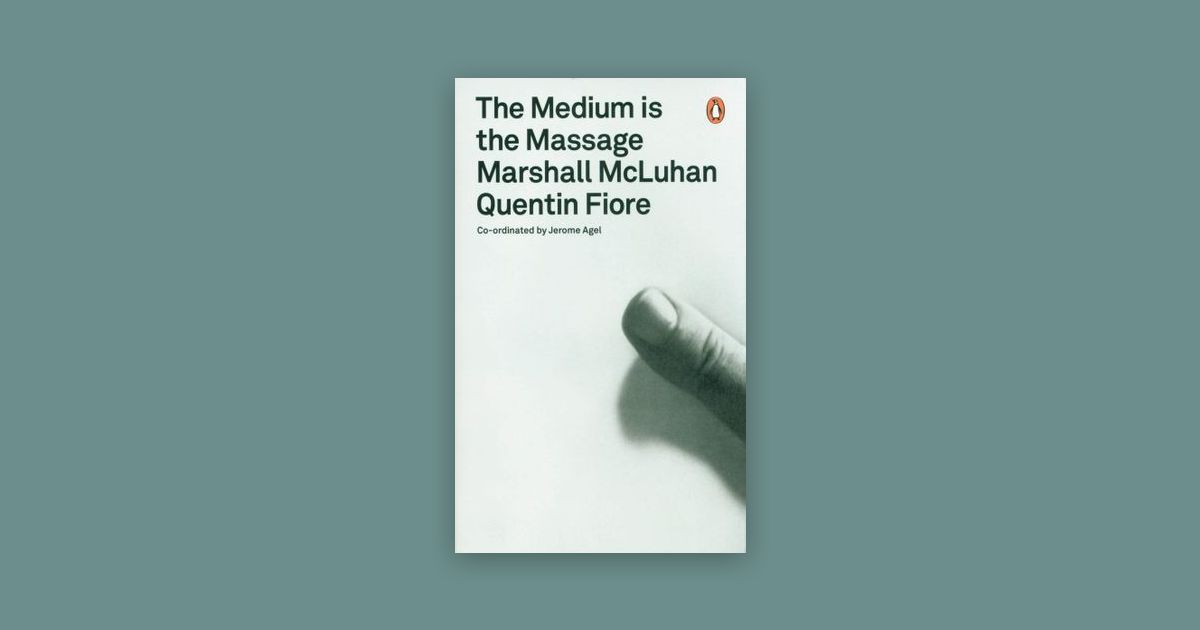 The Medium is
the Massage
Marshall McLuhan
Quentin Fiore
Co-ordinated by Jerome Agel